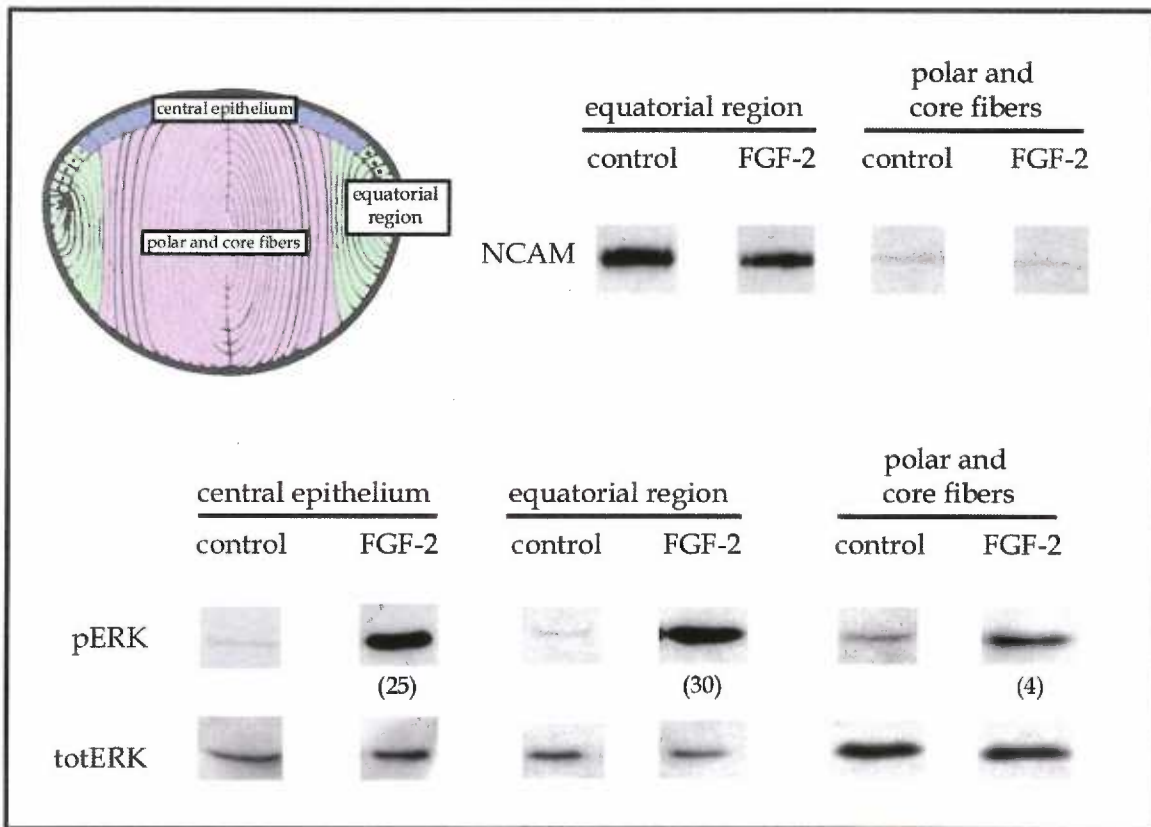 central epithelium
equatorial
region
polar and core fibers
equatorial region
polar and
core fibers
control FGF-2 control FGF-2
NCAM
central epithelium equatorial region
polar and
core fibers
control FGF-2 control FGF-2 control FGF-2
pERK
(25) (30) (4)
totERK